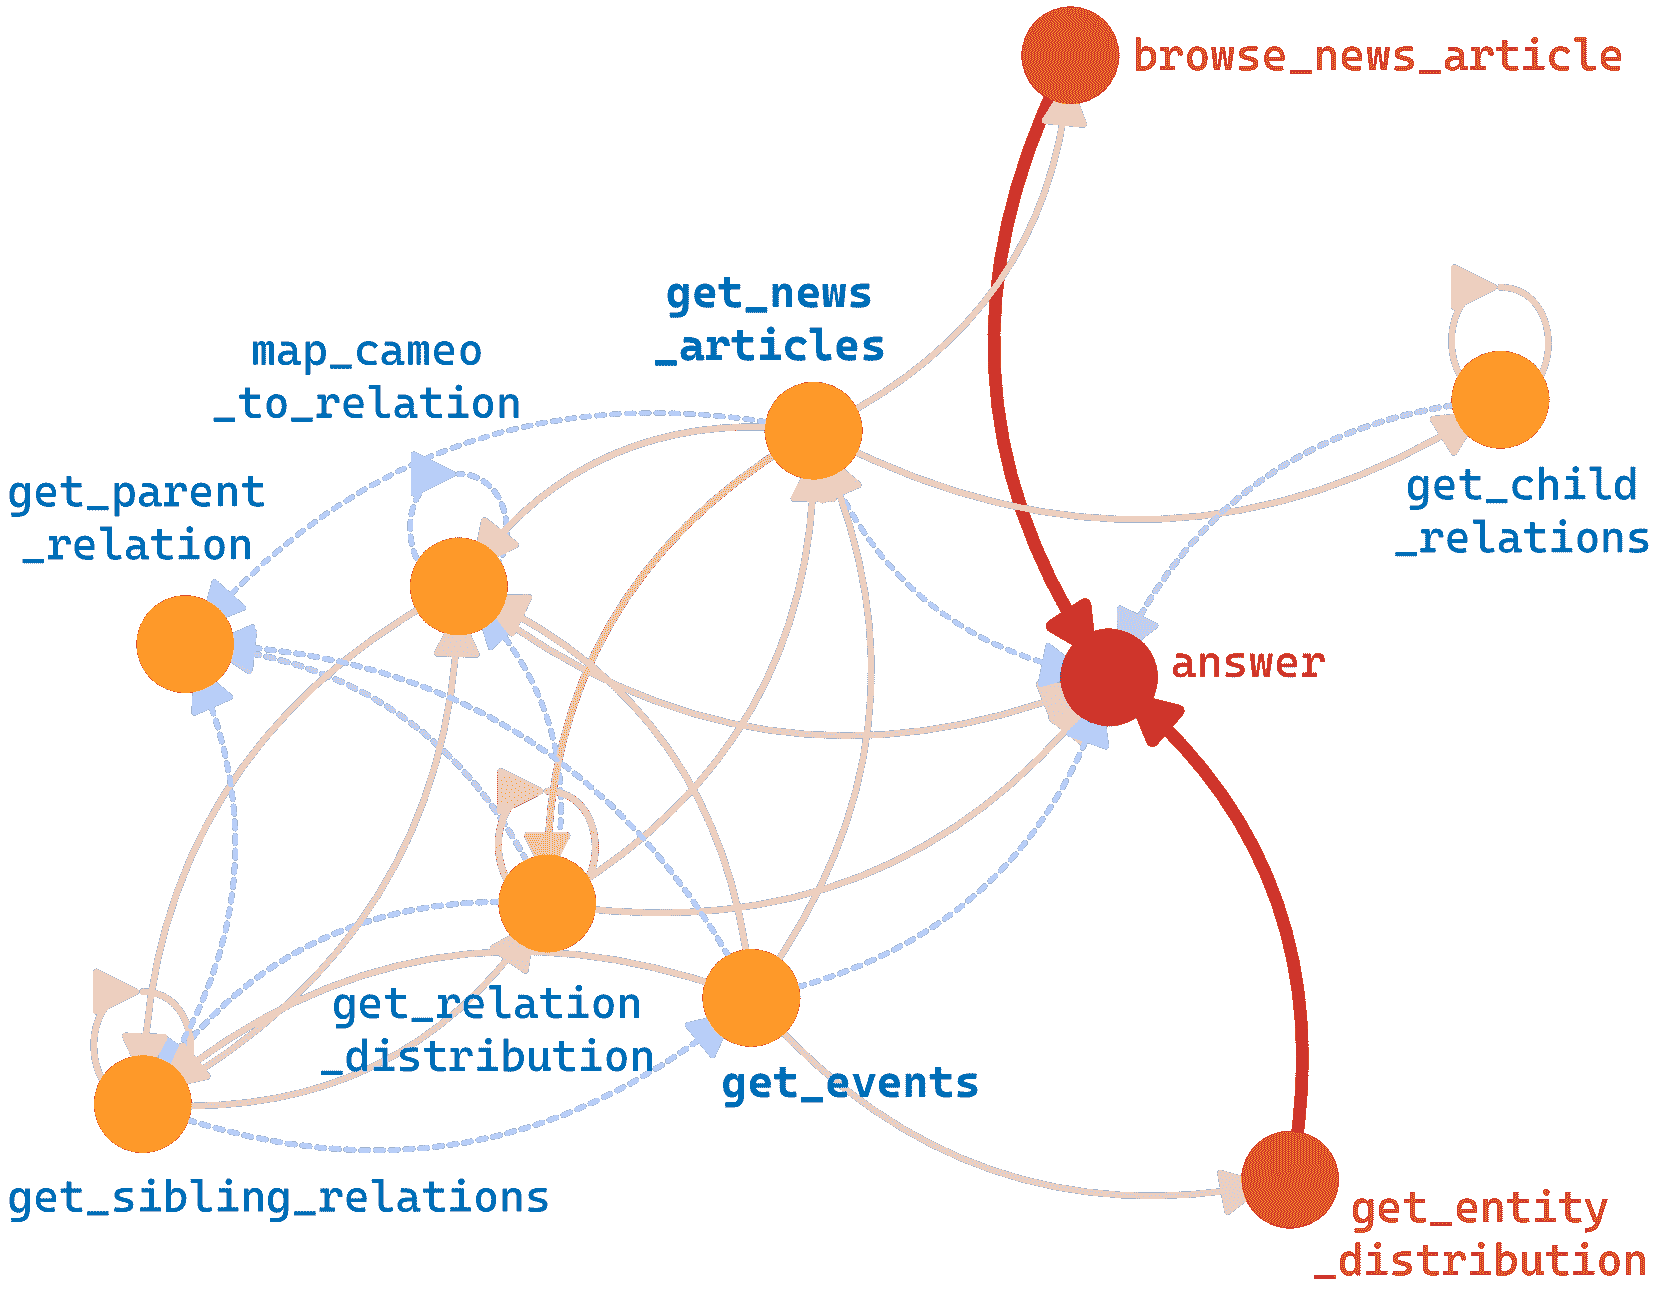 browse_news_article
get_news
_articles
map_cameo
_to_relation
get_parent
_relation
get_child
_relations
answer
get_relation
_distribution
get_events
get_sibling_relations
get_entity
_distribution